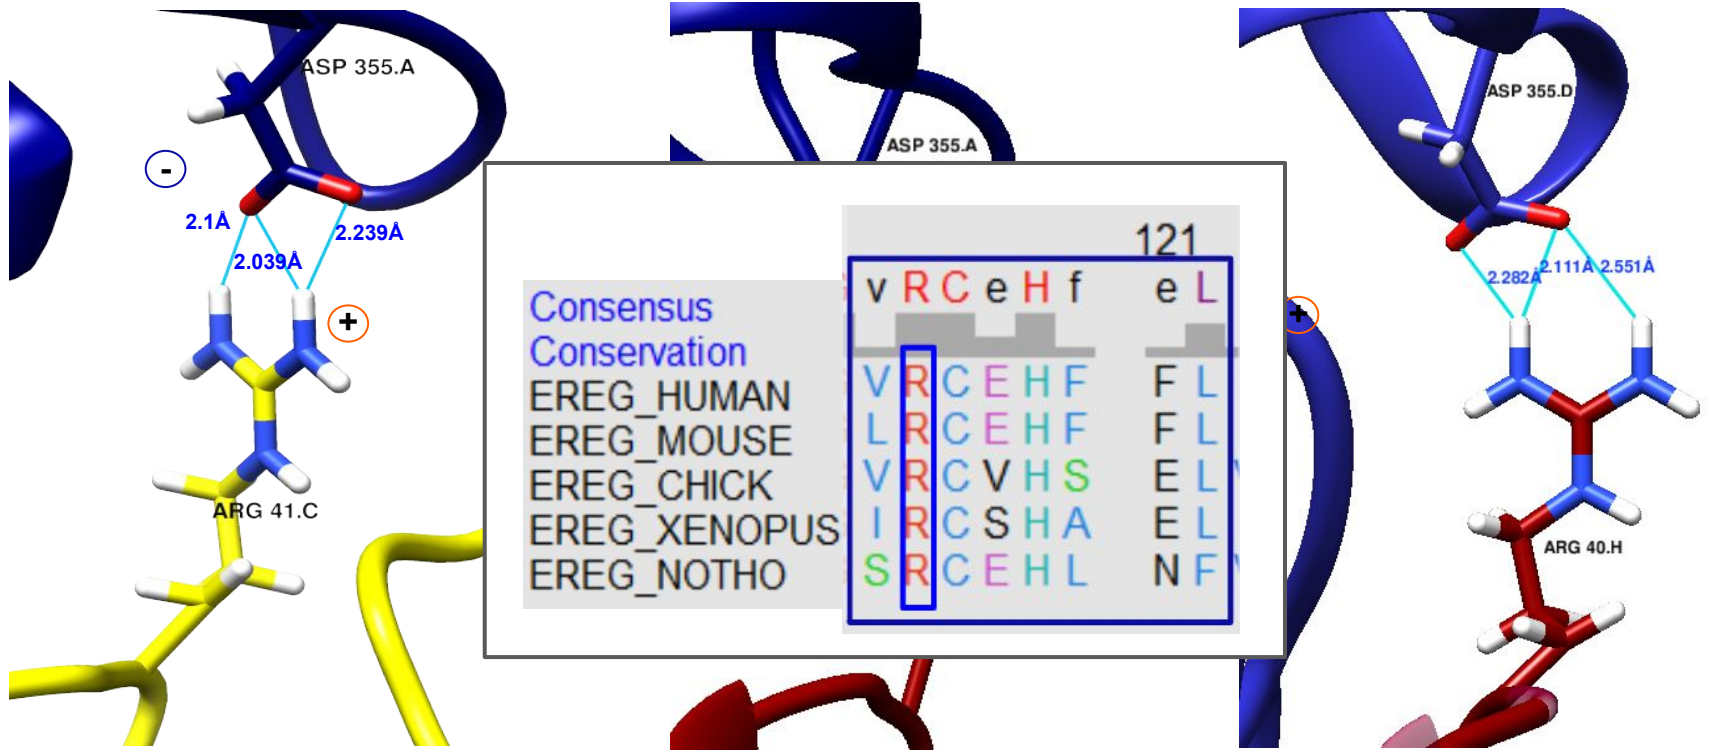 ASP 355.A
-
2.1Å
2.239Å
2.039Å
+
ARG 41.C
ASP 355.A
121
Consensus v R C e H f e L
Conservation
EREG_HUMAN V R C E H F F L
EREG_MOUSE L R C E H F F L
EREG_CHICK V R C V H S E L
EREG_XENOPUS I R C S H A E L
EREG_NOTHO S R C E H L N F
+
ASP 355.D
2.282Å
2.111Å
2.551Å
ARG 40.H